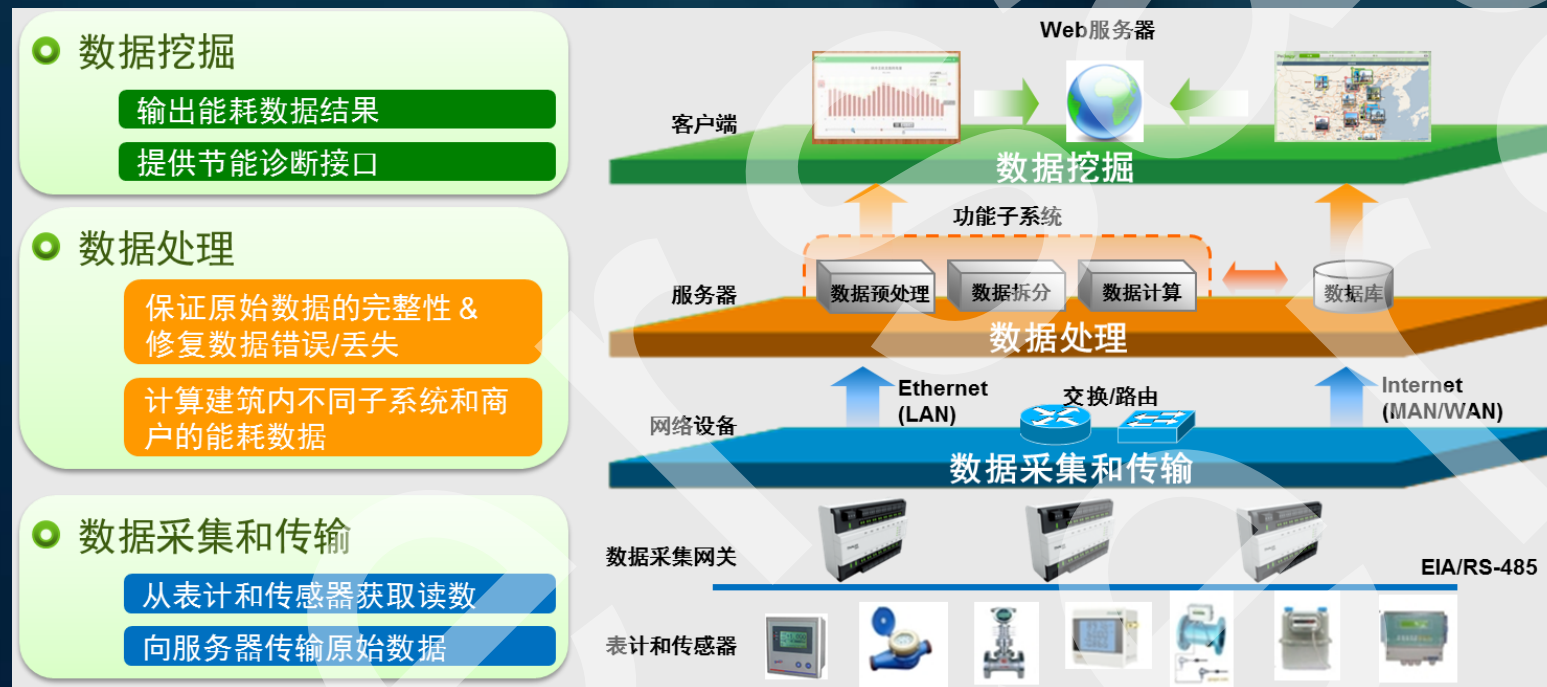 数据挖掘
输出能耗数据结果
提供节能诊断接口
数据处理
保证原始数据的完整性 &
修复数据错误/丢失
计算建筑内不同子系统和商
户的能耗数据
数据采集和传输
从表计和传感器获取读数
向服务器传输原始数据
Web服务器
客户端
数据挖掘
功能子系统
服务器
数据预处理
数据拆分
数据计算
数据库
数据处理
Ethernet
(LAN)
交换/路由
Internet
(MAN/WAN)
网络设备
数据采集和传输
数据采集网关
EIA/RS-485
表计和传感器